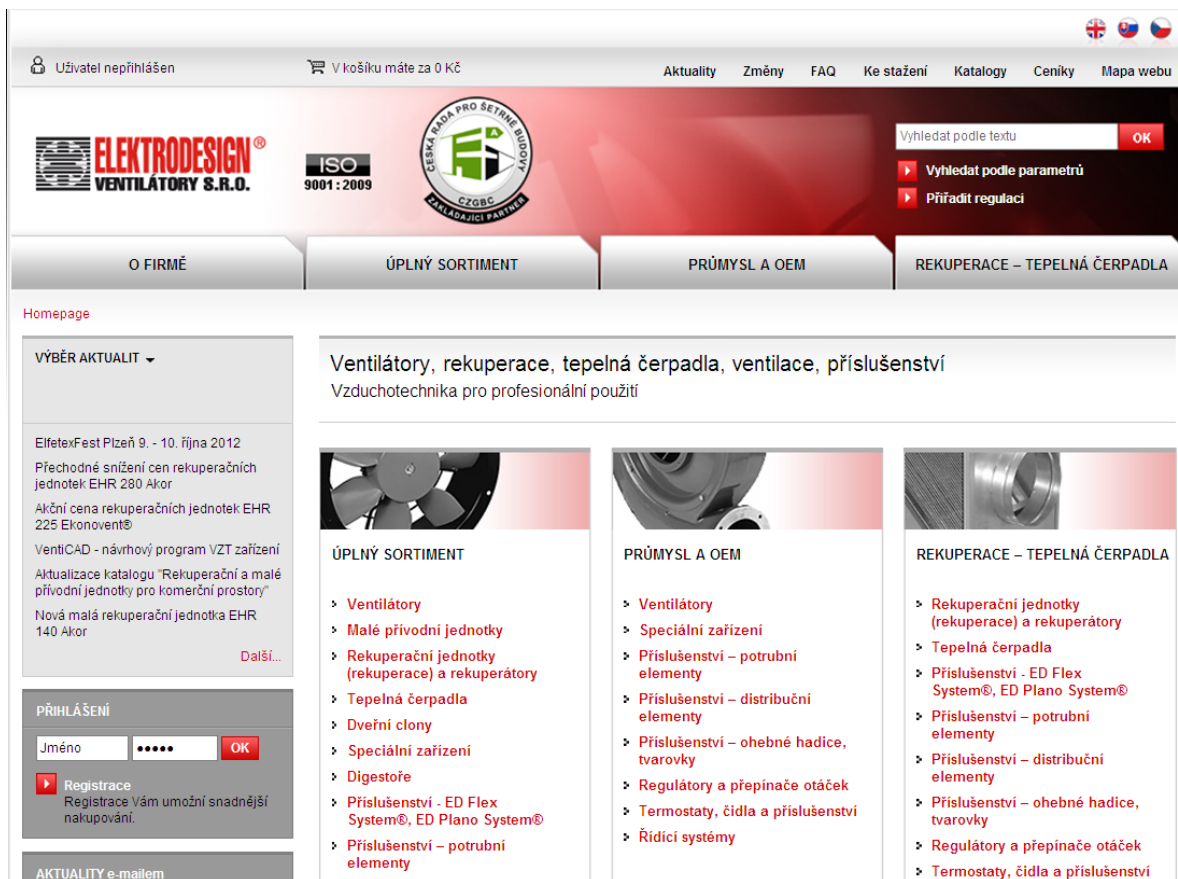 Uživatel nepřihlášen
V košíku máte za 0 Kč
Aktuality Změny FAQ Ke stažení Katalogy Ceníky Mapa webu
ELEKTRODESIGN®
VENTILÁTORY S.R.O.
ISO
9001 : 2009
ČESKÁ RADA PRO ŠETRNÉ BUDOVY
A
CZGBC
ZAKLÁDAJÍCÍ PARTNER
Vyhledat podle textu
OK
Vyhledat podle parametrů
Přiřadit regulaci
O FIRMĚ
ÚPLNÝ SORTIMENT
PRŮMYSL A OEM
REKUPERACE – TEPELNÁ ČERPADLA
Homepage
VÝBĚR AKTUALIT
ElfetexFest Plzeň 9. - 10. října 2012
Přechodné snížení cen rekuperačních
jednotek EHR 280 Akor
Akční cena rekuperačních jednotek EHR
225 Ekonovent®
VentiCAD - návrhový program VZT zařízení
Aktualizace katalogu "Rekuperační a malé
přívodní jednotky pro komerční prostory"
Nová malá rekuperační jednotka EHR
140 Akor
Další...
PŘIHLÁŠENÍ
Jméno
•••••
OK
Registrace
Registrace Vám umožní snadnější
nakupování.
AKTUALITY e-mailem
Ventilátory, rekuperace, tepelná čerpadla, ventilace, příslušenství
Vzduchotechnika pro profesionální použití
ÚPLNÝ SORTIMENT
Ventilátory
Malé přívodní jednotky
Rekuperační jednotky
(rekuperace) a rekuperátory
Tepelná čerpadla
Dveřní clony
Speciální zařízení
Digestoře
Příslušenství - ED Flex
System®, ED Plano System®
Příslušenství – potrubní
elementy
PRŮMYSL A OEM
Ventilátory
Speciální zařízení
Příslušenství – potrubní
elementy
Příslušenství – distribuční
elementy
Příslušenství – ohebné hadice,
tvarovky
Regulátory a přepínače otáček
Termostaty, čidla a příslušenství
Řídící systémy
REKUPERACE – TEPELNÁ ČERPADLA
Rekuperační jednotky
(rekuperace) a rekuperátory
Tepelná čerpadla
Příslušenství - ED Flex
System®, ED Plano System®
Příslušenství – potrubní
elementy
Příslušenství – distribuční
elementy
Příslušenství – ohebné hadice,
tvarovky
Regulátory a přepínače otáček
Termostaty, čidla a příslušenství